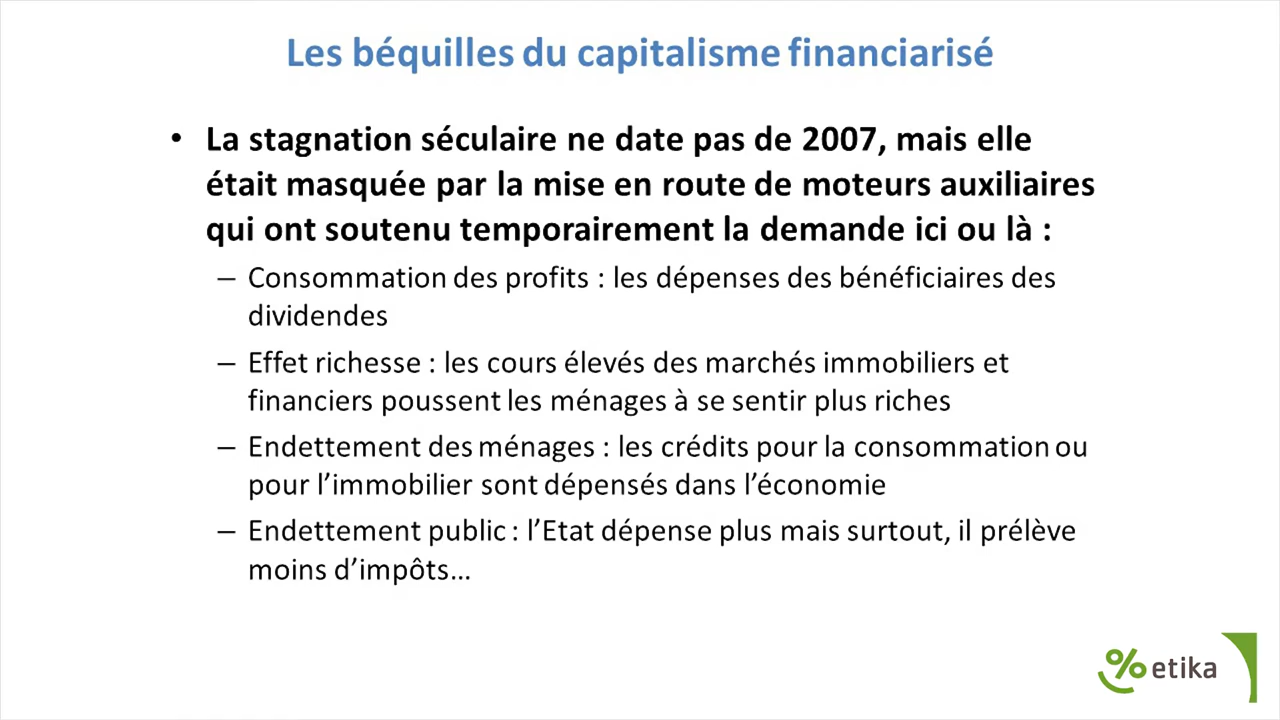 Les béquilles du capitalisme financiarisé
• La stagnation séculaire ne date pas de 2007, mais elle
était masquée par la mise en route de moteurs auxiliaires
qui ont soutenu temporairement la demande ici ou là :
– Consommation des profits : les dépenses des bénéficiaires des
dividendes
– Effet richesse : les cours élevés des marchés immobiliers et
financiers poussent les ménages à se sentir plus riches
– Endettement des ménages : les crédits pour la consommation ou
pour l’immobilier sont dépensés dans l’économie
– Endettement public : l’Etat dépense plus mais surtout, il prélève
moins d’impôts…
% etika